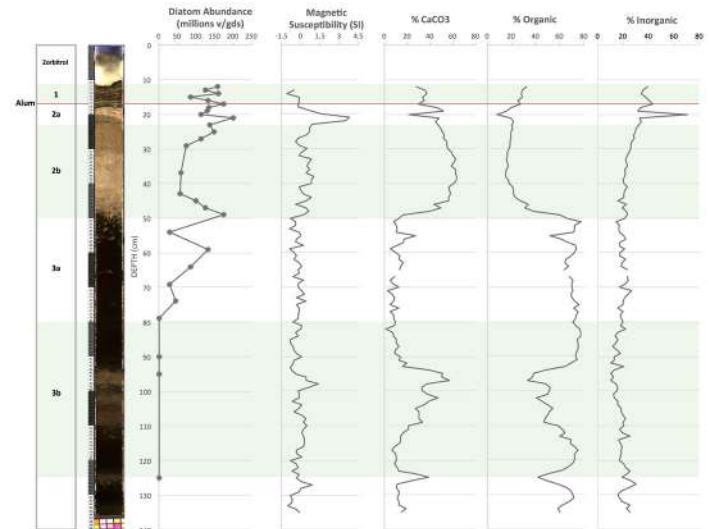 Diatom Abundance
(millions v/gds)
0 50 100 150 200 250
Magnetic
Susceptibility (SI)
-1.5 0 1.5 3 4.5
% CaCO3
0 20 40 60 80
% Organic
0 20 40 60 80
% Inorganic
0 20 40 60 80
Zorbitrol
1
Alum
2a
2b
3a
3b
DEPTH (cm)
0
10
20
30
40
50
60
70
80
90
100
110
120
130